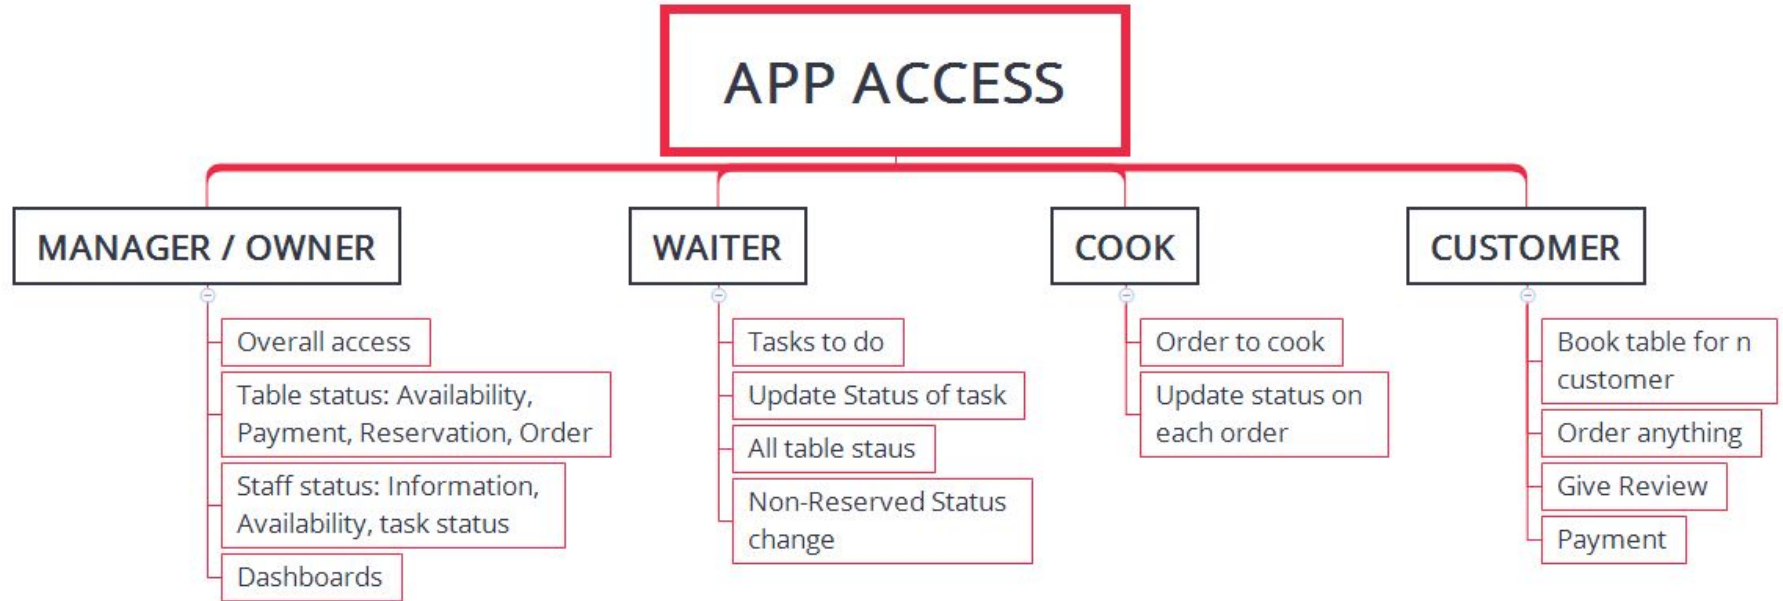 APP ACCESS
MANAGER / OWNER
Overall access
Table status: Availability,
Payment, Reservation, Order
Staff status: Information,
Availability, task status
Dashboards
WAITER
Tasks to do
Update Status of task
All table staus
Non-Reserved Status
change
COOK
Order to cook
Update status on
each order
CUSTOMER
Book table for n
customer
Order anything
Give Review
Payment